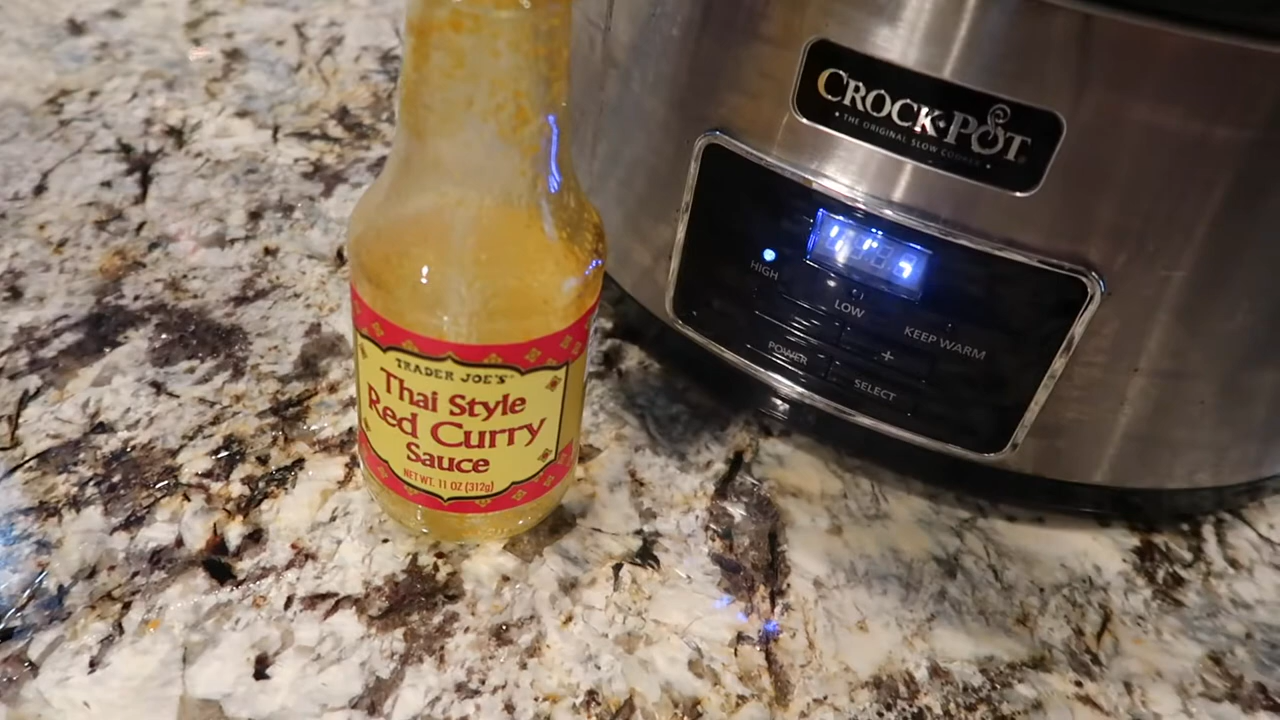 TRADER JOE'S
Thai Style
Red Curry
Sauce
NET WT. 11 OZ (312g)
CROCK•POT
• THE ORIGINAL SLOW COOKER •
HIGH
LOW
KEEP WARM
POWER
+
SELECT